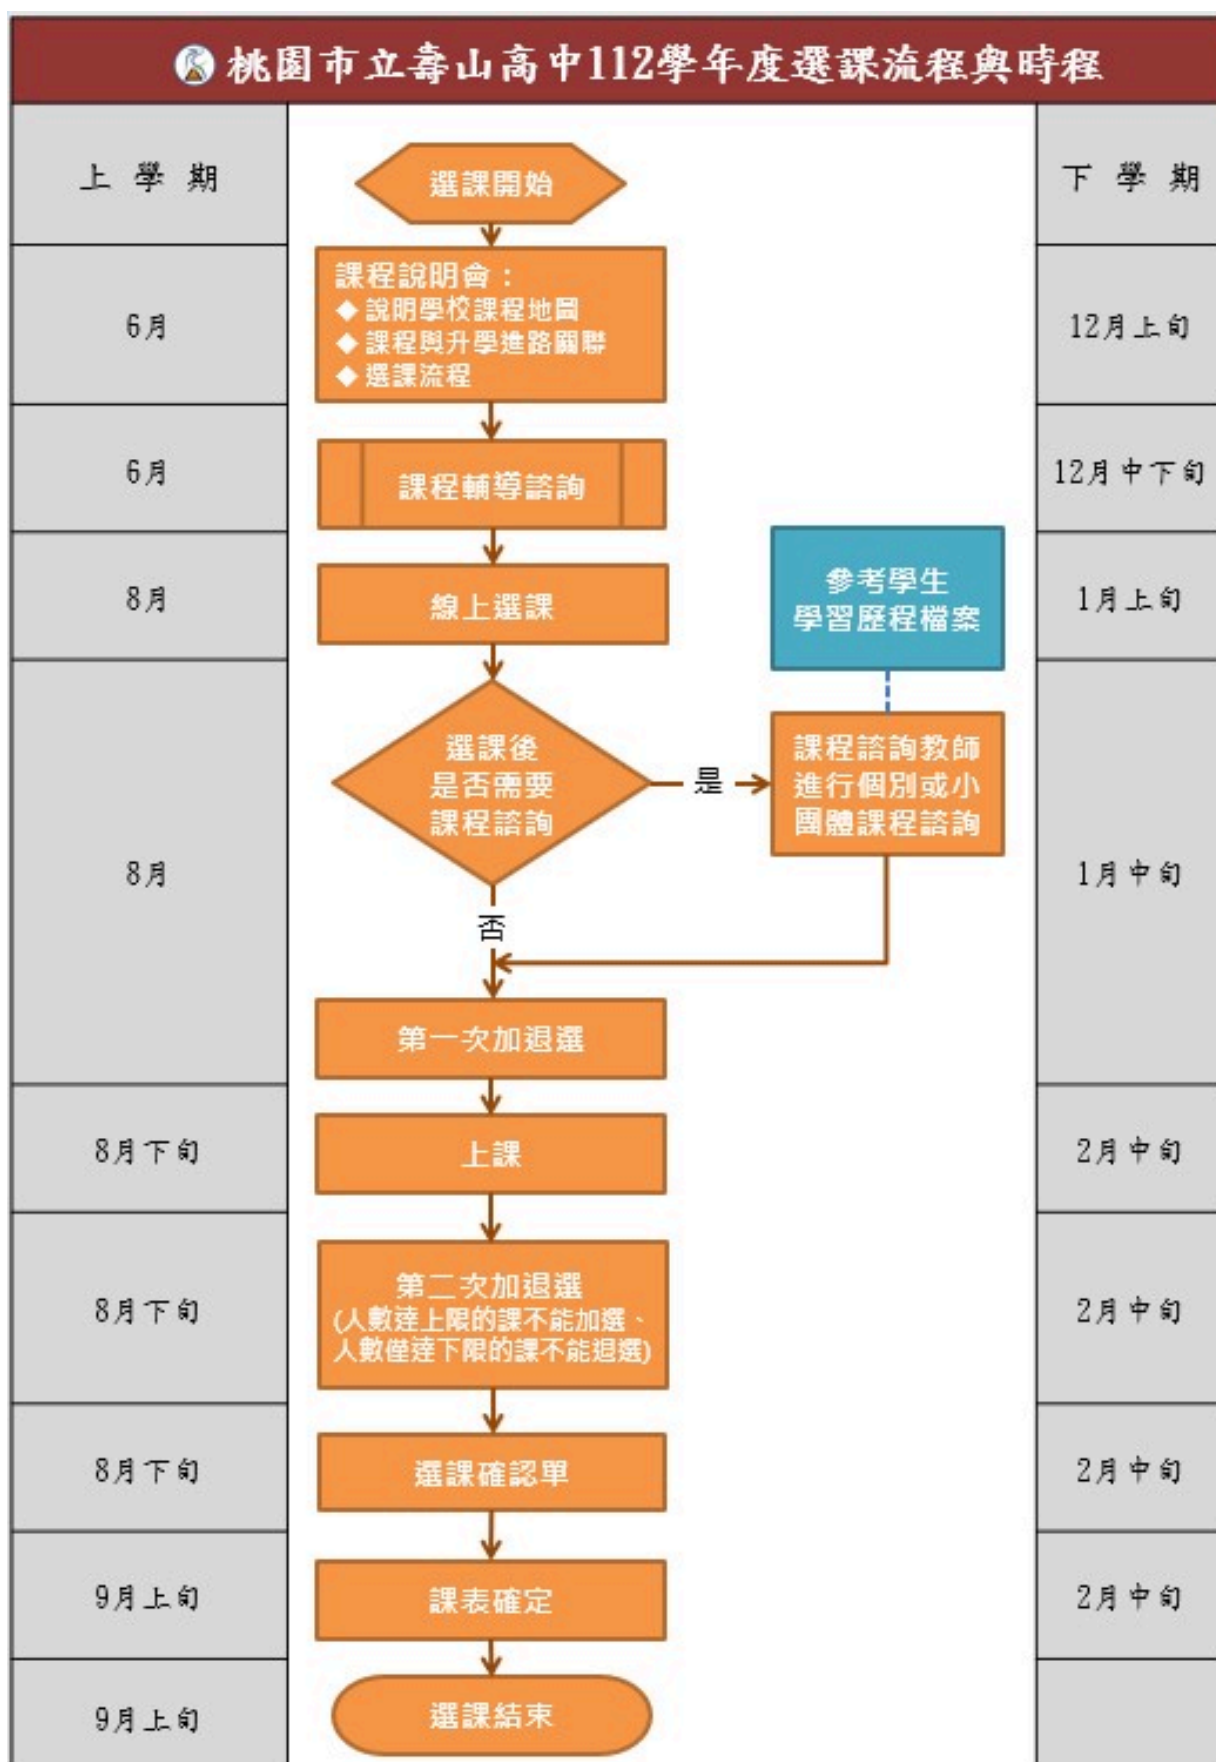 桃園市立壽山高中112學年度選課流程與時程
上學期
選課開始
下學期
6月
課程說明會：
◆ 說明學校課程地圖
◆ 課程與升學進路關聯
◆ 選課流程
12月上旬
6月
課程輔導諮詢
12月中下旬
8月
線上選課
參考學生
學習歷程檔案
1月上旬
8月
選課後
是否需要
課程諮詢
是
課程諮詢教師
進行個別或小
團體課程諮詢
1月中旬
否
第一次加退選
8月下旬
上課
2月中旬
8月下旬
第二次加退選
(人數達上限的課不能加選、
人數僅達下限的課不能退選)
2月中旬
8月下旬
選課確認單
2月中旬
9月上旬
課表確定
2月中旬
9月上旬
選課結束